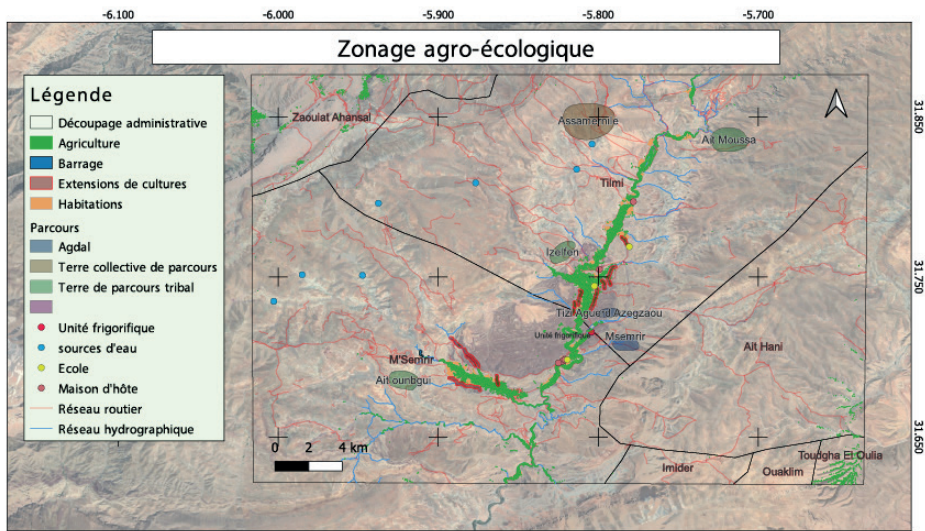 -6.100
-6.000
-5.900
-5.800
-5.700
Zonage agro-écologique
Légende
Découpage administrative
Agriculture
Barrage
Extensions de cultures
Habitations
Parcours
Agdal
Terre collective de parcours
Terre de parcours tribal
Unité frigorifique
sources d'eau
Ecole
Maison d'hôte
Réseau routier
Réseau hydrographique
Zaouiat Ahansal
Assamerni e
Ait Moussa
Tilmi
Izelfen
Tizi Aguerd'Azegzaou
Unité frigorifique
Msemrir
M'Semrir
Ait ounbgui
Ait Hani
0 2 4 km
Imider
Ouaklim
Toudgha Et Oulia
31.850
31.750
31.650